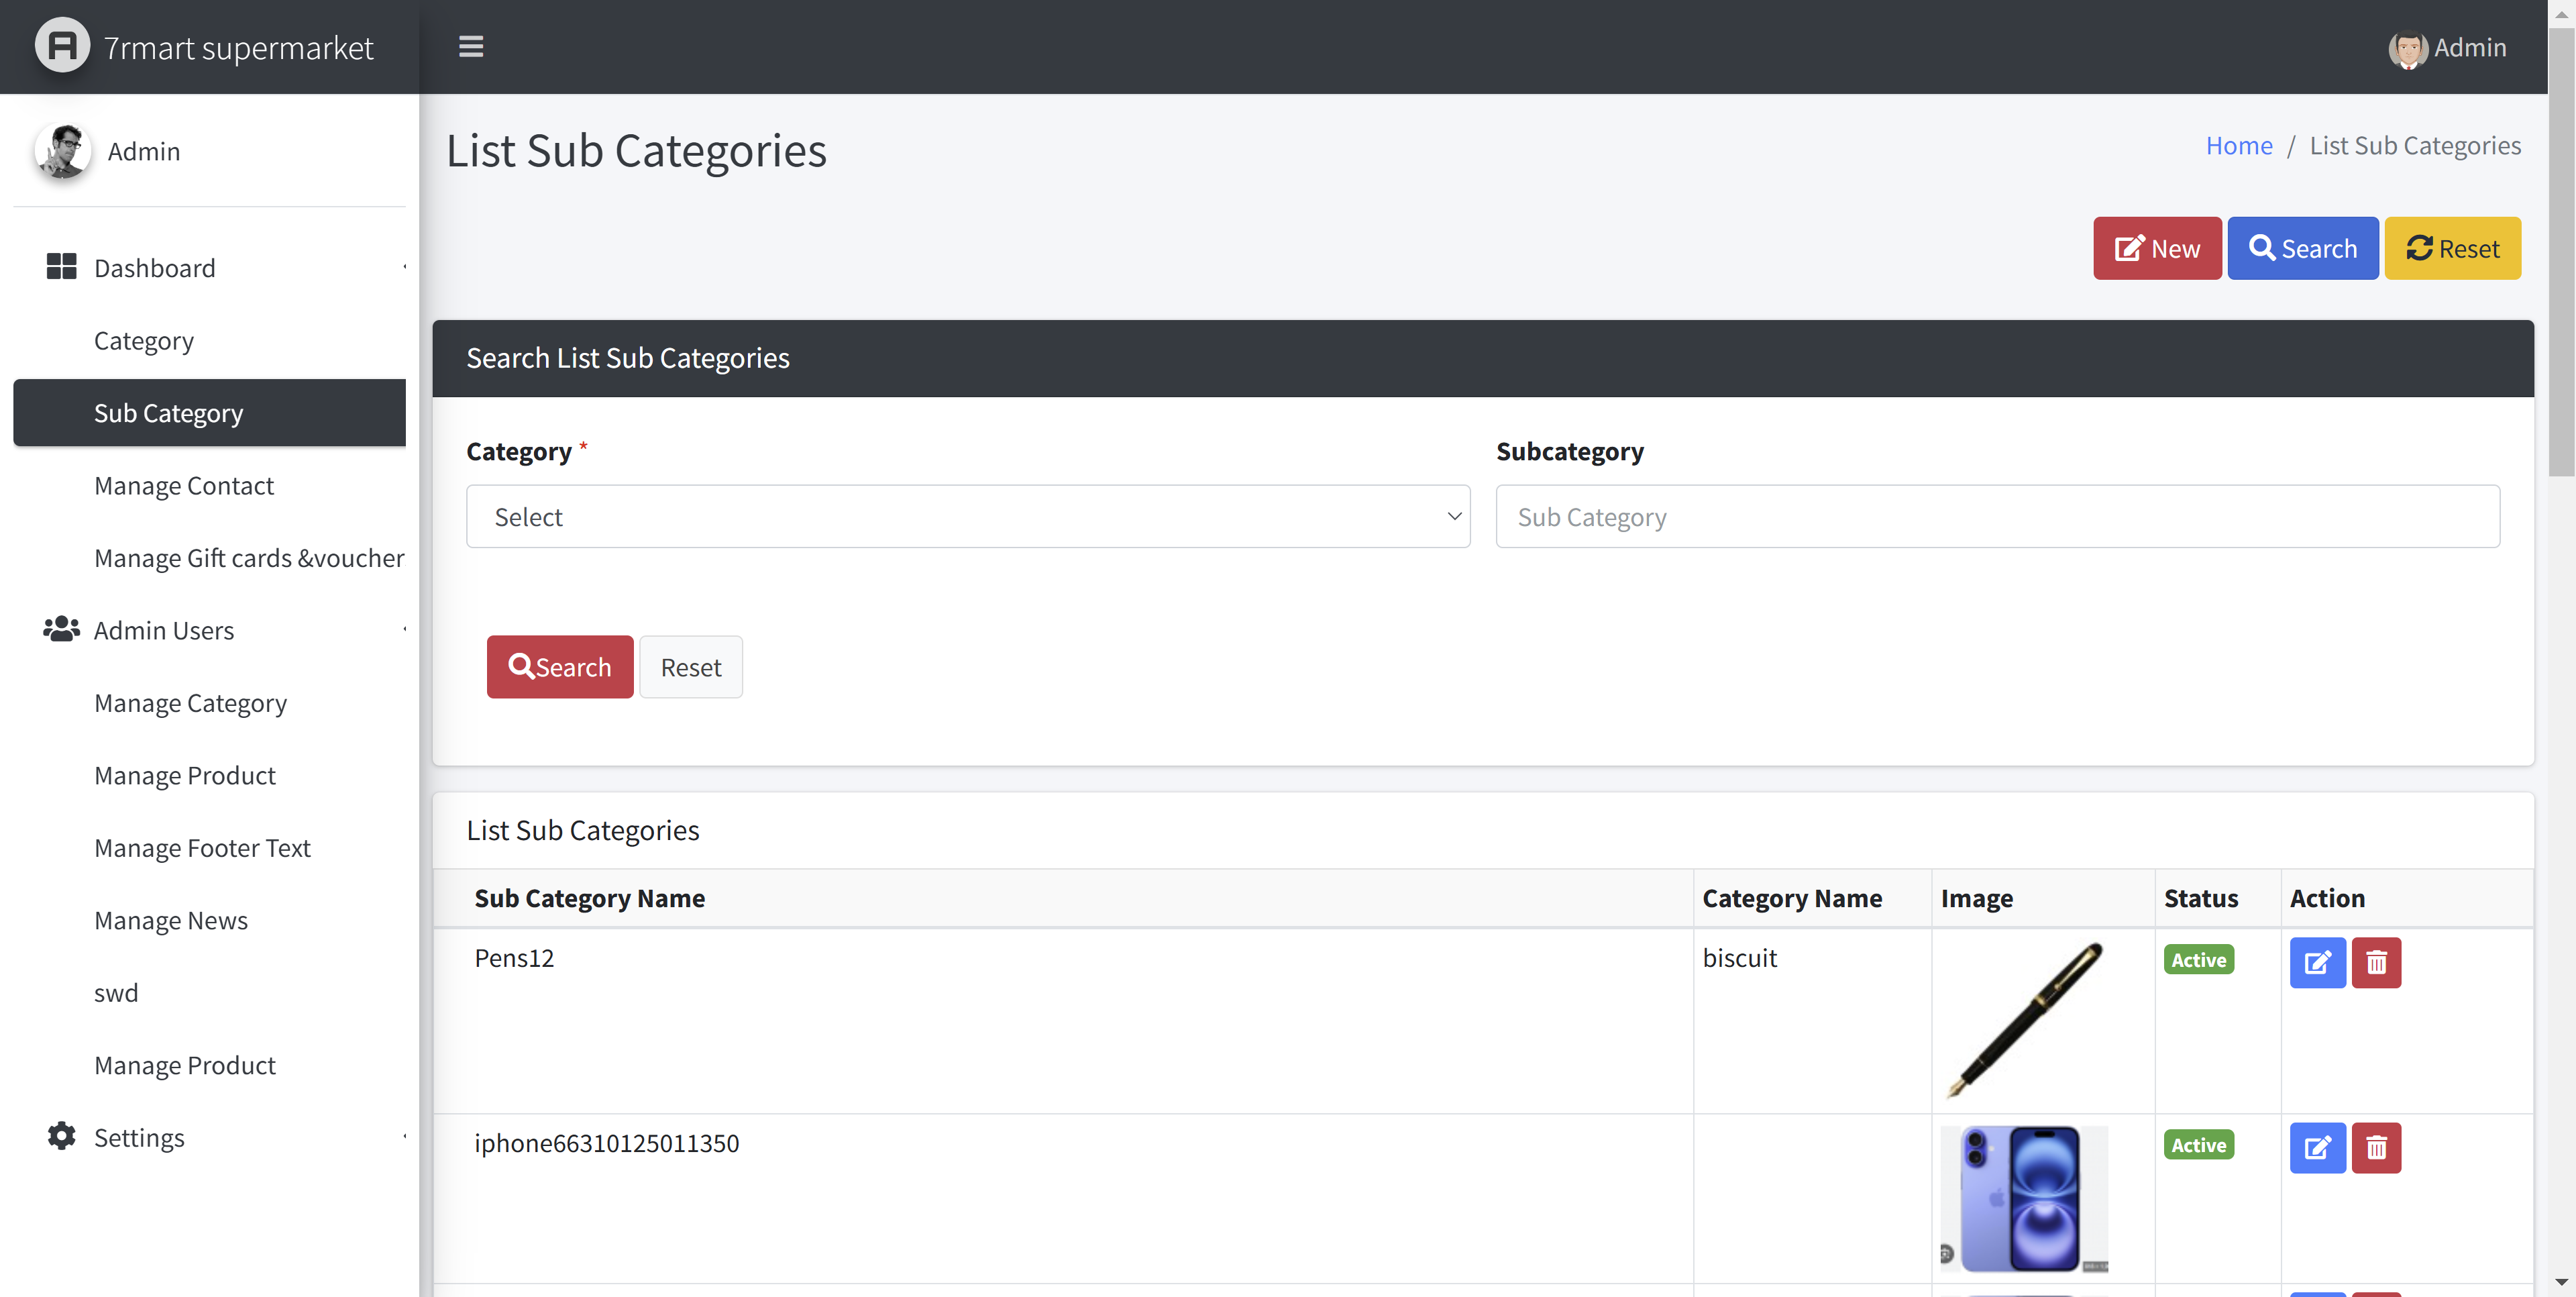 7rmart supermarket
Admin
Admin
Dashboard
Category
Sub Category
Manage Contact
Manage Gift cards &voucher
Admin Users
Manage Category
Manage Product
Manage Footer Text
Manage News
swd
Manage Product
Settings
List Sub Categories
Home / List Sub Categories
New
Search
Reset
Search List Sub Categories
Category *
Subcategory
Select
Sub Category
Search
Reset
List Sub Categories
Sub Category Name Category Name Image Status Action
Pens12 biscuit Active
iphone66310125011350 Active